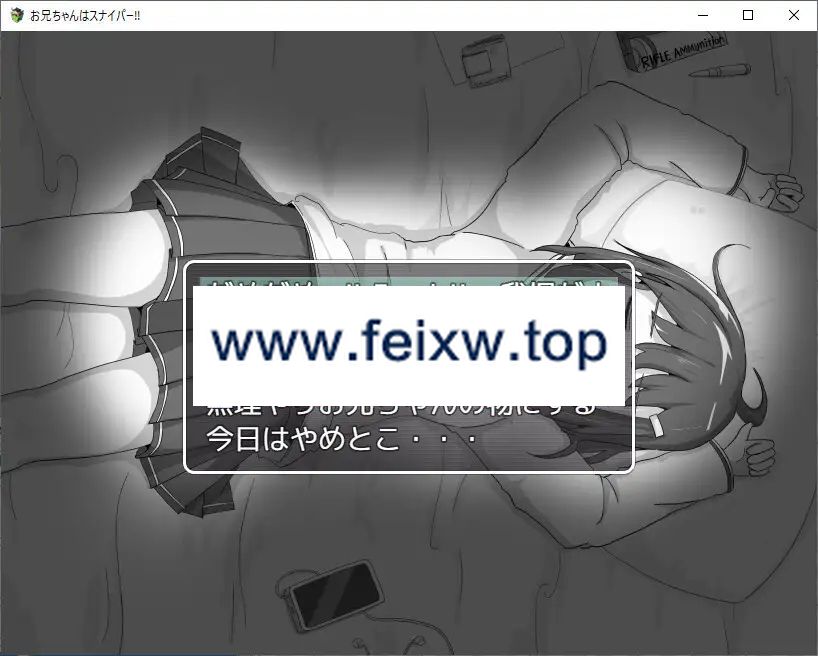 お兄ちゃんはスナイパー!!
RIFLE AMMunition
www.feixw.top
無理やりお兄ちゃんの物にする
今日はやめとこ・・・